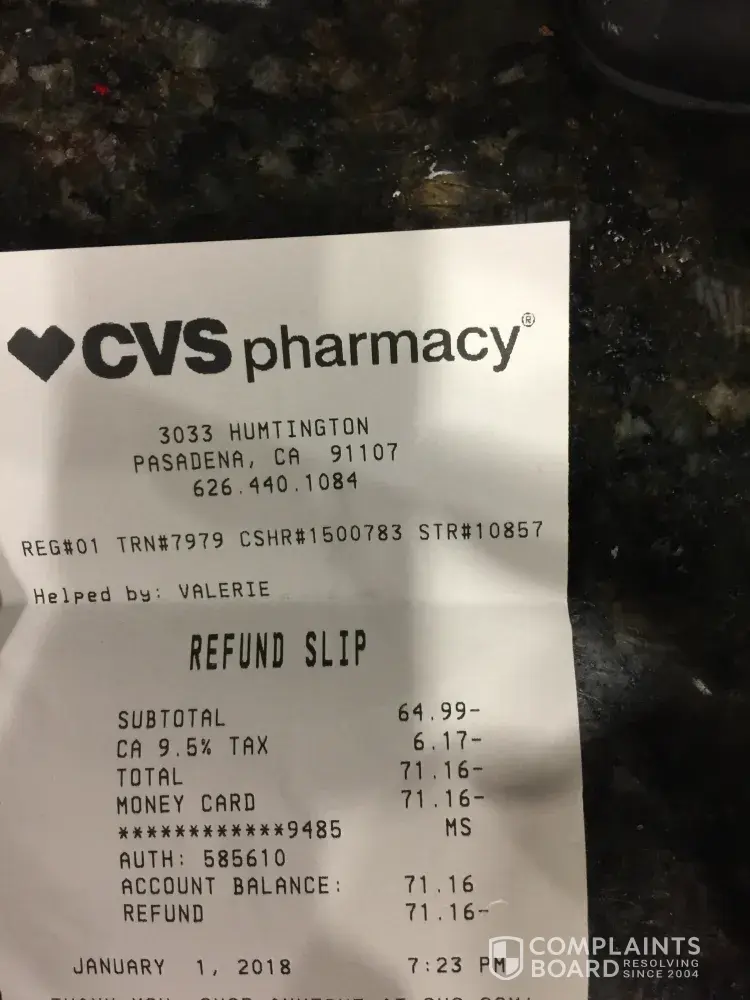 CVS pharmacy®
3033 HUMTINGTON
PASADENA, CA 91107
626.440.1084
REG#01 TRN#7979 CSHR#1500783 STR#10857
Helped by: VALERIE
REFUND SLIP
SUBTOTAL 64.99-
CA 9.5% TAX 6.17-
TOTAL 71.16-
MONEY CARD 71.16-
************9485 MS
AUTH: 585610
ACCOUNT BALANCE: 71.16
REFUND 71.16-
JANUARY 1, 2018 7:23 PM
COMPLAINTS
BOARD RESOLVING
SINCE 2004